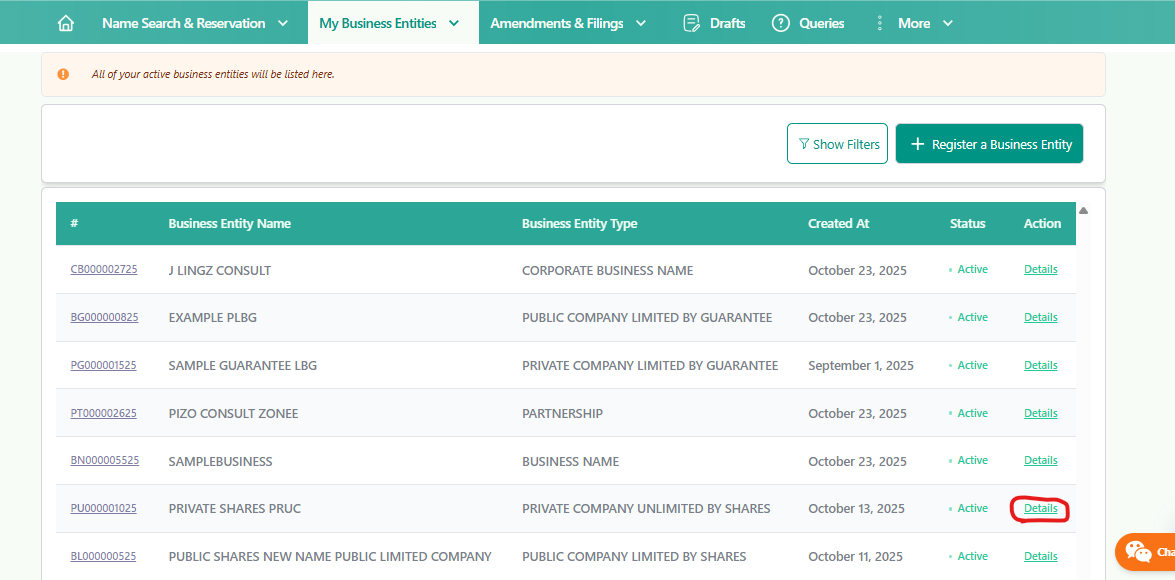 Name Search & Reservation My Business Entities Amendments & Filings Drafts Queries More
All of your active business entities will be listed here.
Show Filters + Register a Business Entity
# Business Entity Name Business Entity Type Created At Status Action
CB000002725 J LINGZ CONSULT CORPORATE BUSINESS NAME October 23, 2025 Active Details
BG000000825 EXAMPLE PLBG PUBLIC COMPANY LIMITED BY GUARANTEE October 23, 2025 Active Details
PG000001525 SAMPLE GUARANTEE LBG PRIVATE COMPANY LIMITED BY GUARANTEE September 1, 2025 Active Details
PT000002625 PIZO CONSULT ZONEE PARTNERSHIP October 23, 2025 Active Details
BN000005525 SAMPLEBUSINESS BUSINESS NAME October 23, 2025 Active Details
PU000001025 PRIVATE SHARES PRUC PRIVATE COMPANY UNLIMITED BY SHARES October 13, 2025 Active Details
BL000000525 PUBLIC SHARES NEW NAME PUBLIC LIMITED COMPANY PUBLIC COMPANY LIMITED BY SHARES October 11, 2025 Active Details